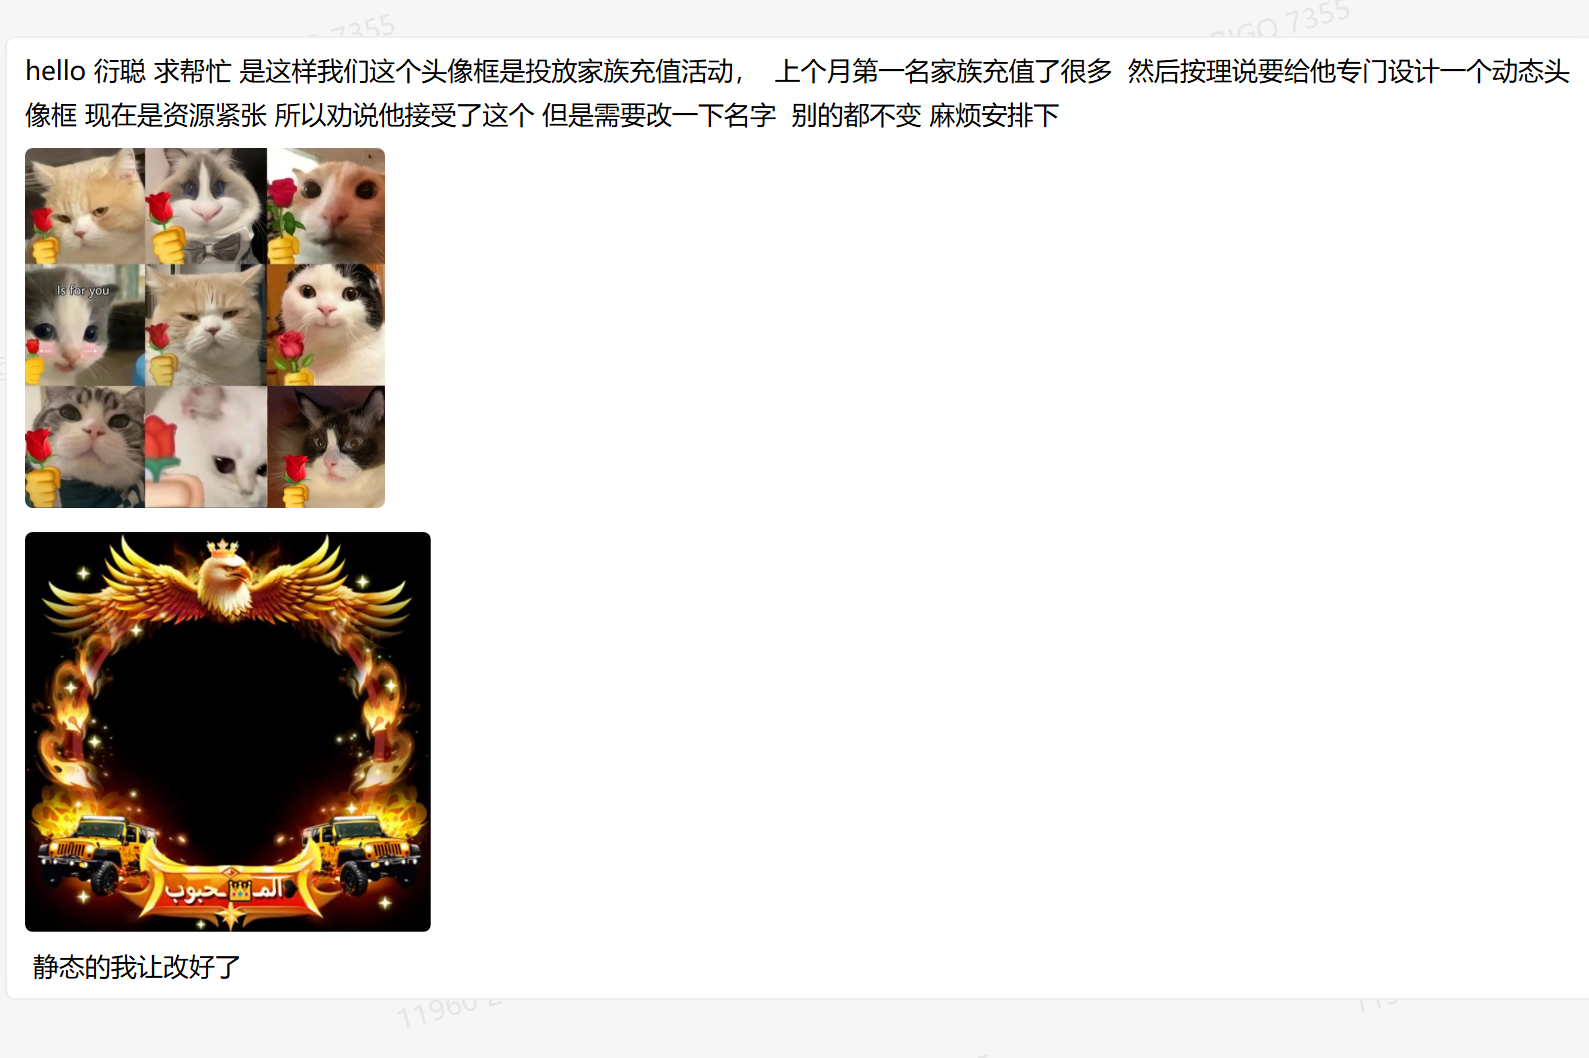 BIGO 7355
hello 衍聪 求帮忙 是这样我们这个头像框是投放家族充值活动， 上个月第一名家族充值了很多 然后按理说要给他专门设计一个动态头
像框 现在是资源紧张 所以劝说他接受了这个 但是需要改一下名字 别的都不变 麻烦安排下
Is for you
المـحبوب
静态的我让改好了
11960